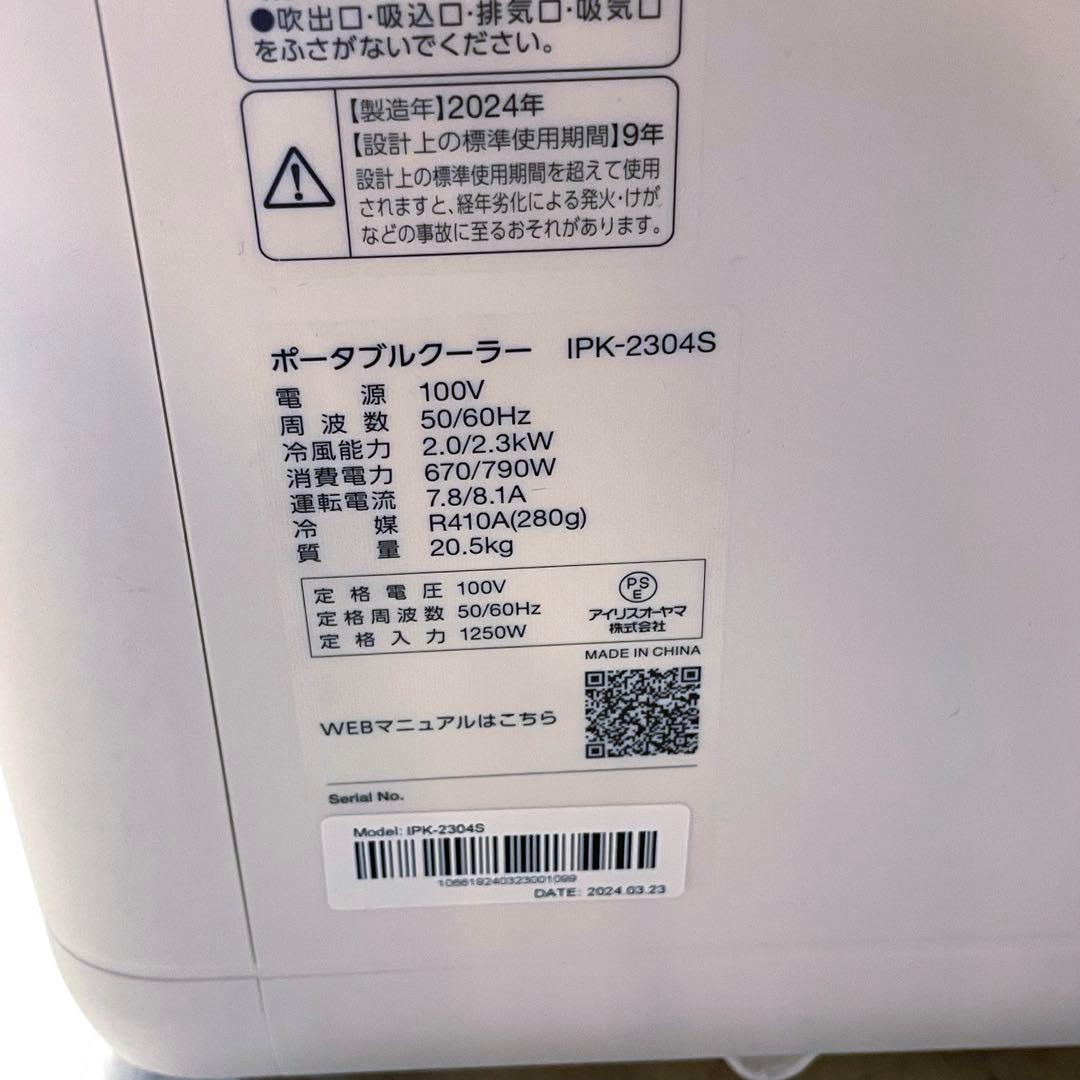 ●吹出口・吸込口・排気口・吸気口
をふさがないでください。
【製造年】2024年
【設計上の標準使用期間】9年
設計上の標準使用期間を超えて使用
されますと、経年劣化による発火・けが
などの事故に至るおそれがあります。
ポータブルクーラー IPK-2304S
電源 100V
周波数 50/60Hz
冷風能力 2.0/2.3kW
消費電力 670/790W
運転電流 7.8/8.1A
冷媒 R410A(280g)
質量 20.5kg
定格電圧 100V
定格周波数 50/60Hz
定格入力 1250W
PS
E
アイリスオーヤマ
株式会社
MADE IN CHINA
WEBマニュアルはこちら
Serial No.
Model: IPK-2304S
106619240323001099
DATE: 2024.03.23